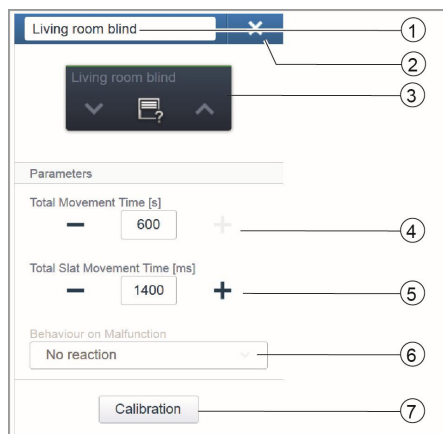 Living room blind
1
2
Living room blind
?
3
Parameters
Total Movement Time [s]
600
4
Total Slat Movement Time [ms]
1400
5
Behaviour on Malfunction
No reaction
6
Calibration
7